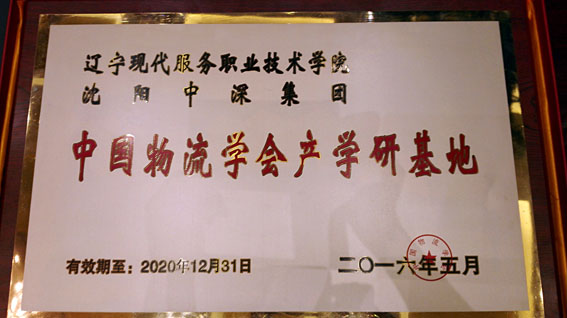 辽宁现代服务职业技术学院
沈阳中深集团
中国物流学会产学研基地
有效期至：2020年12月31日
二〇一六年五月